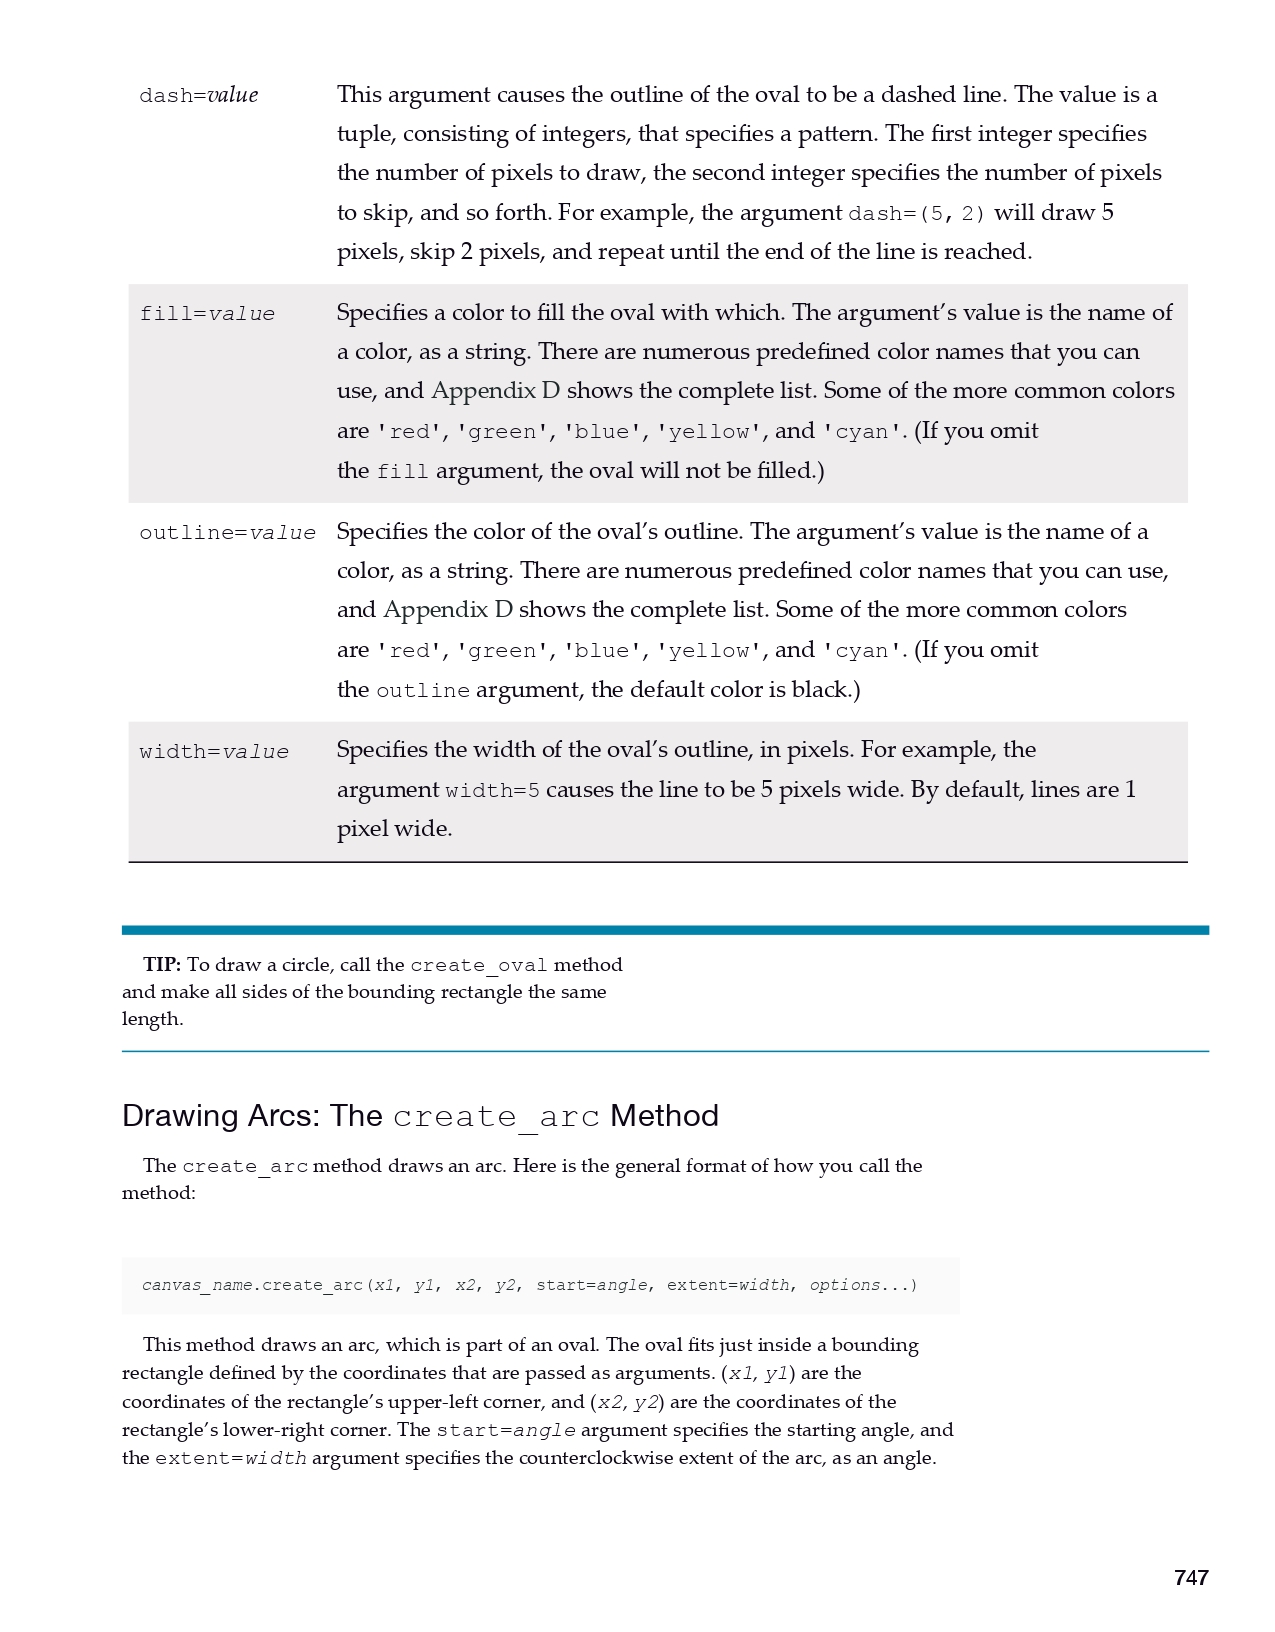 dash=value This argument causes the outline of the oval to be a dashed line. The value is a
tuple, consisting of integers, that specifies a pattern. The first integer specifies
the number of pixels to draw, the second integer specifies the number of pixels
to skip, and so forth. For example, the argument dash=(5, 2) will draw 5
pixels, skip 2 pixels, and repeat until the end of the line is reached.
fill=value Specifies a color to fill the oval with which. The argument’s value is the name of
a color, as a string. There are numerous predefined color names that you can
use, and Appendix D shows the complete list. Some of the more common colors
are 'red', 'green', 'blue', 'yellow', and 'cyan'. (If you omit
the fill argument, the oval will not be filled.)
outline=value Specifies the color of the oval’s outline. The argument’s value is the name of a
color, as a string. There are numerous predefined color names that you can use,
and Appendix D shows the complete list. Some of the more common colors
are 'red', 'green', 'blue', 'yellow', and 'cyan'. (If you omit
the outline argument, the default color is black.)
width=value Specifies the width of the oval’s outline, in pixels. For example, the
argument width=5 causes the line to be 5 pixels wide. By default, lines are 1
pixel wide.
TIP: To draw a circle, call the create_oval method
and make all sides of the bounding rectangle the same
length.
Drawing Arcs: The create_arc Method
The create_arc method draws an arc. Here is the general format of how you call the
method:
canvas_name.create_arc(x1, y1, x2, y2, start=angle, extent=width, options...)
This method draws an arc, which is part of an oval. The oval fits just inside a bounding
rectangle defined by the coordinates that are passed as arguments. (x1, y1) are the
coordinates of the rectangle’s upper-left corner, and (x2, y2) are the coordinates of the
rectangle’s lower-right corner. The start=angle argument specifies the starting angle, and
the extent=width argument specifies the counterclockwise extent of the arc, as an angle.
747